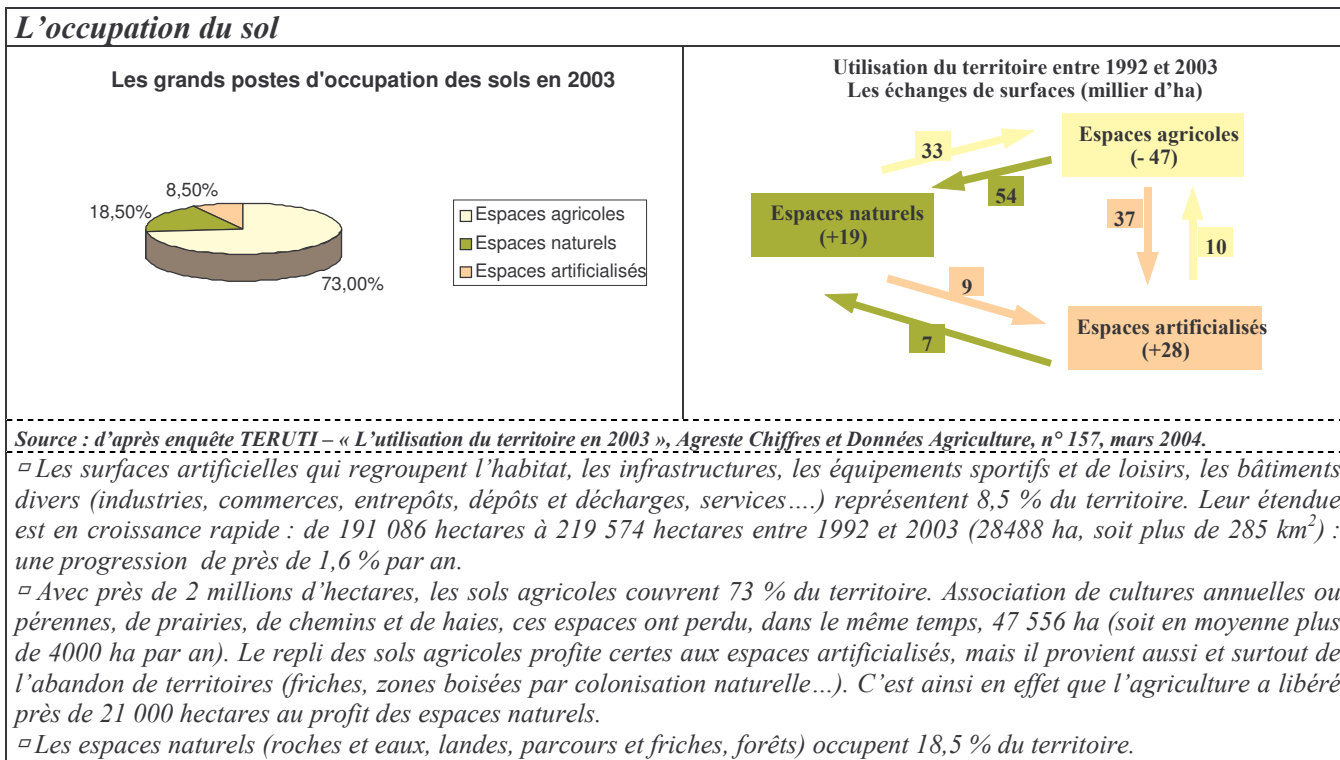 L'occupation du sol
Les grands postes d'occupation des sols en 2003
8,50%
18,50%
73,00%
Espaces agricoles
Espaces naturels
Espaces artificialisés
Utilisation du territoire entre 1992 et 2003
Les échanges de surfaces (millier d'ha)
Espaces agricoles
(- 47)
33
54
Espaces naturels
(+19)
37
10
9
7
Espaces artificialisés
(+28)
Source : d'après enquête TERUTI – « L'utilisation du territoire en 2003 », Agreste Chiffres et Données Agriculture, n° 157, mars 2004.
▫ Les surfaces artificielles qui regroupent l'habitat, les infrastructures, les équipements sportifs et de loisirs, les bâtiments
divers (industries, commerces, entrepôts, dépôts et décharges, services….) représentent 8,5 % du territoire. Leur étendue
est en croissance rapide : de 191 086 hectares à 219 574 hectares entre 1992 et 2003 (28488 ha, soit plus de 285 km²) :
une progression de près de 1,6 % par an.
▫ Avec près de 2 millions d'hectares, les sols agricoles couvrent 73 % du territoire. Association de cultures annuelles ou
pérennes, de prairies, de chemins et de haies, ces espaces ont perdu, dans le même temps, 47 556 ha (soit en moyenne plus
de 4000 ha par an). Le repli des sols agricoles profite certes aux espaces artificialisés, mais il provient aussi et surtout de
l'abandon de territoires (friches, zones boisées par colonisation naturelle…). C'est ainsi en effet que l'agriculture a libéré
près de 21 000 hectares au profit des espaces naturels.
▫ Les espaces naturels (roches et eaux, landes, parcours et friches, forêts) occupent 18,5 % du territoire.